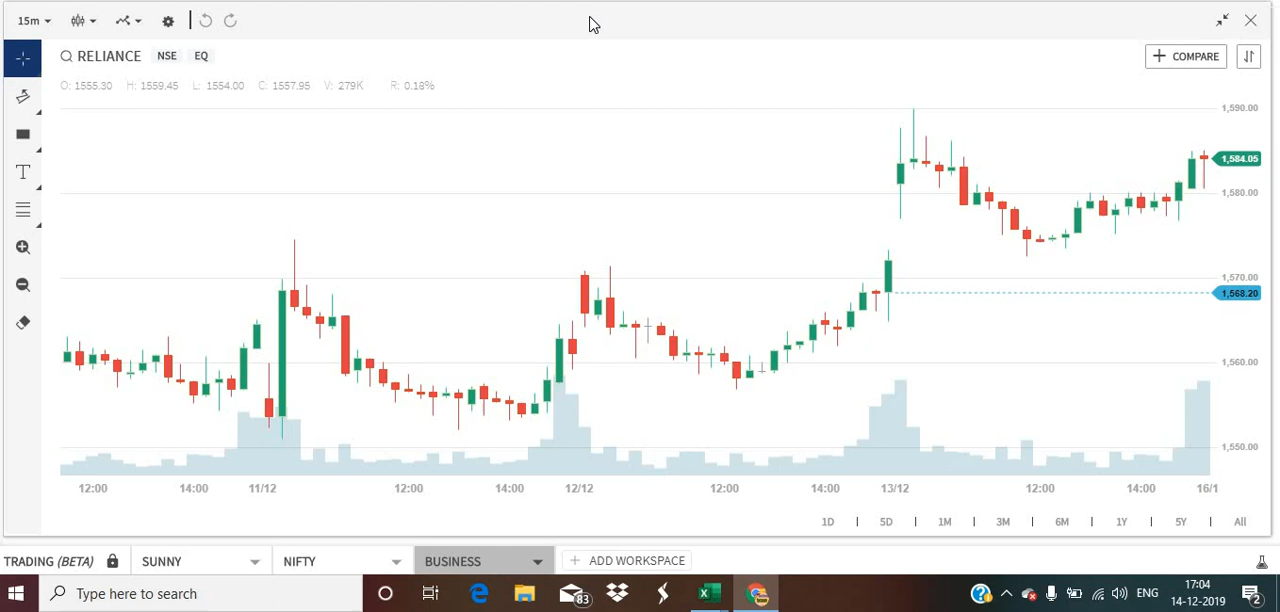 15m
RELIANCE NSE EQ
+ COMPARE
O: 1555.30 H: 1559.45 L: 1554.00 C: 1557.95 V: 279K R: 0.18%
1,590.00
1,584.05
1,580.00
1,570.00
1,568.20
1,560.00
1,550.00
T
12:00 14:00 11/12 12:00 14:00 12/12 12:00 14:00 13/12 12:00 14:00 16/1
1D | 5D | 1M | 3M | 6M | 1Y | 5Y | All
TRADING (BETA) SUNNY NIFTY BUSINESS + ADD WORKSPACE
Type here to search
83
ENG
17:04
14-12-2019
2